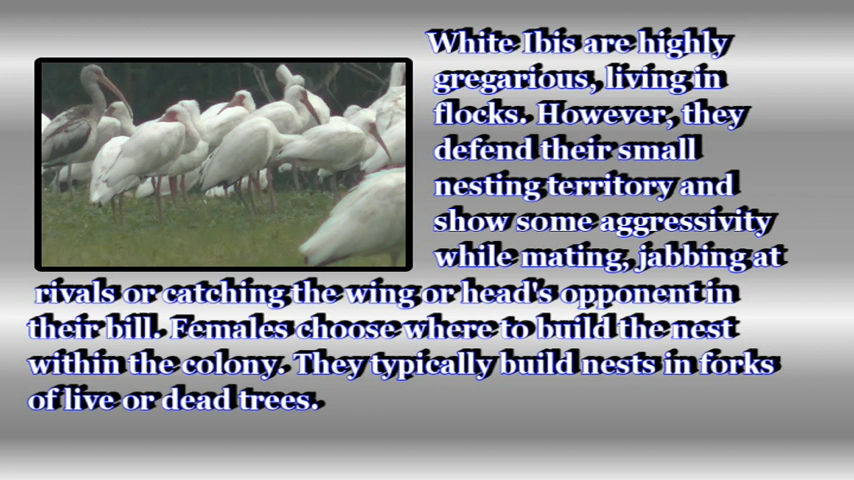 White Ibis are highly
gregarious, living in
flocks. However, they
defend their small
nesting territory and
show some aggressivity
while mating, jabbing at
rivals or catching the wing or head's opponent in
their bill. Females choose where to build the nest
within the colony. They typically build nests in forks
of live or dead trees.